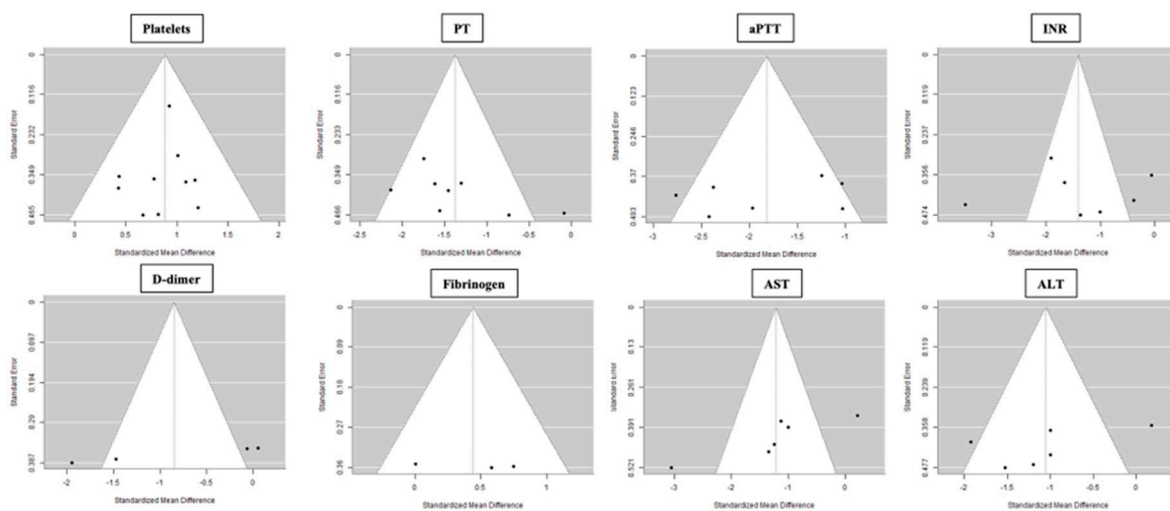 Platelets
0
0.116
0.232
0.349
0.465
Standard Error
0 0.5 1 1.5 2
Standardized Mean Difference
PT
0
0.116
0.233
0.349
0.466
Standard Error
-2.5 -2 -1.5 -1 -0.5 0
Standardized Mean Difference
aPTT
0
0.123
0.246
0.37
0.493
Standard Error
-3 -2.5 -2 -1.5 -1
Standardized Mean Difference
INR
0
0.119
0.237
0.356
0.474
Standard Error
-3 -2 -1 0
Standardized Mean Difference
D-dimer
0
0.097
0.194
0.29
0.387
Standard Error
-2 -1.5 -1 -0.5 0
Standardized Mean Difference
Fibrinogen
0
0.09
0.18
0.27
0.36
Standard Error
0 0.5 1
Standardized Mean Difference
AST
0
0.13
0.261
0.391
0.521
Standard Error
-3 -2 -1 0
Standardized Mean Difference
ALT
0
0.119
0.239
0.358
0.477
Standard Error
-2 -1.5 -1 -0.5 0
Standardized Mean Difference